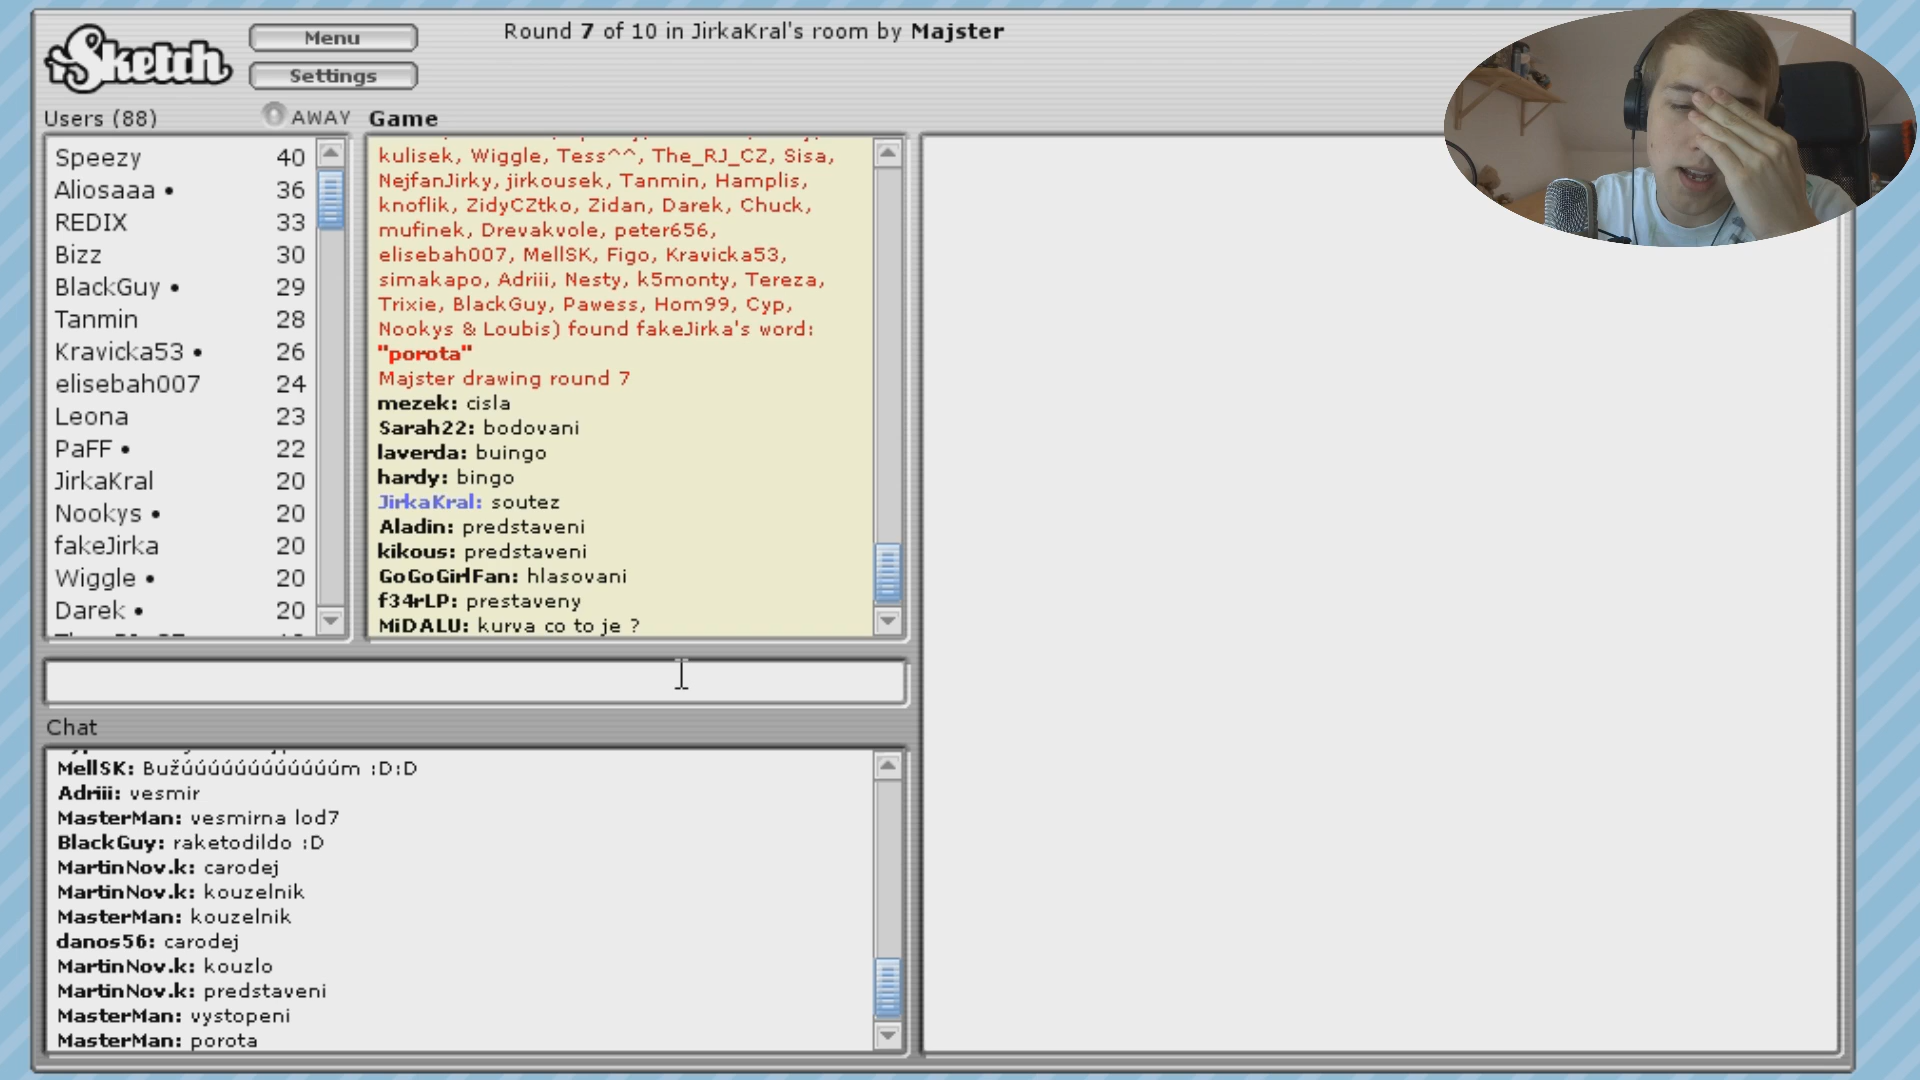 iSketch
Menu
Settings
Round 7 of 10 in JirkaKral's room by Majster
Users (88)
AWAY
Game
Speezy 40
Aliosaaa • 36
REDIX 33
Bizz 30
BlackGuy • 29
Tanmin 28
Kravicka53 • 26
elisebah007 24
Leona 23
PaFF • 22
JirkaKral 20
Nookys • 20
fakeJirka 20
Wiggle • 20
Darek • 20
kulisek, Wiggle, Tess^^, The_RJ_CZ, Sisa,
NejfanJirky, jirkousek, Tanmin, Hamplis,
knoflik, ZidyCZtko, Zidan, Darek, Chuck,
mufinek, Drevakvole, peter656,
elisebah007, MellSK, Figo, Kravicka53,
simakapo, Adriii, Nesty, k5monty, Tereza,
Trixie, BlackGuy, Pawess, Hom99, Cyp,
Nookys & Loubis) found fakeJirka's word:
"porota"
Majster drawing round 7
mezek: cisla
Sarah22: bodovani
laverda: buingo
hardy: bingo
JirkaKral: soutez
Aladin: predstaveni
kikous: predstaveni
GoGoGirlFan: hlasovani
f34rLP: prestaveny
MiDALU: kurva co to je ?
Chat
MellSK: Bužúúúúúúúúúúúúm :D:D
Adriii: vesmir
MasterMan: vesmirna lod7
BlackGuy: raketodildo :D
MartinNov.k: carodej
MartinNov.k: kouzelnik
MasterMan: kouzelnik
danos56: carodej
MartinNov.k: kouzlo
MartinNov.k: predstaveni
MasterMan: vystopeni
MasterMan: porota